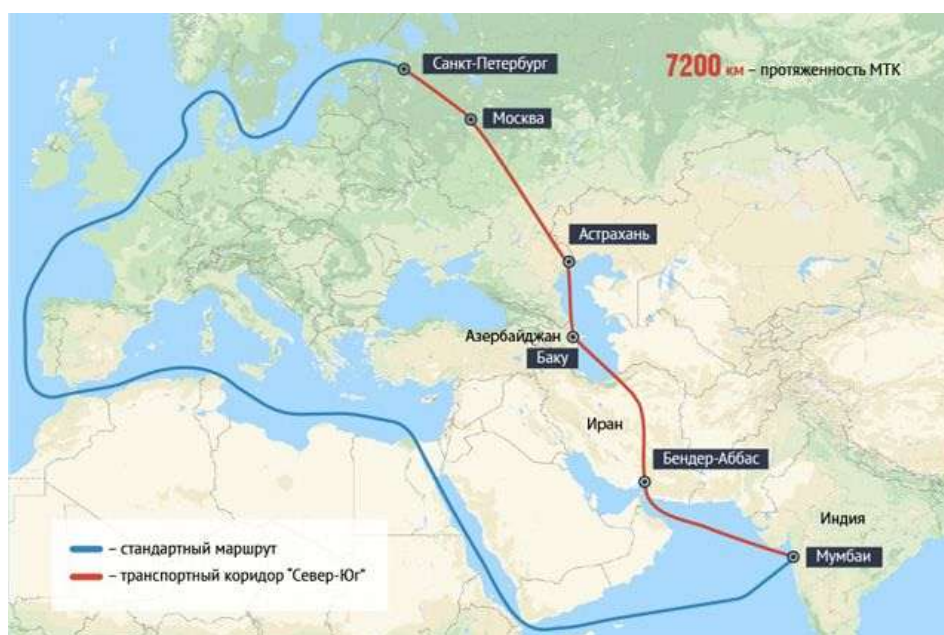 Санкт-Петербург
7200 км – протяженность МТК
Москва
Астрахань
Азербайджан
Баку
Иран
Бендер-Аббас
Индия
Мумбаи
– стандартный маршрут
– транспортный коридор "Север-Юг"